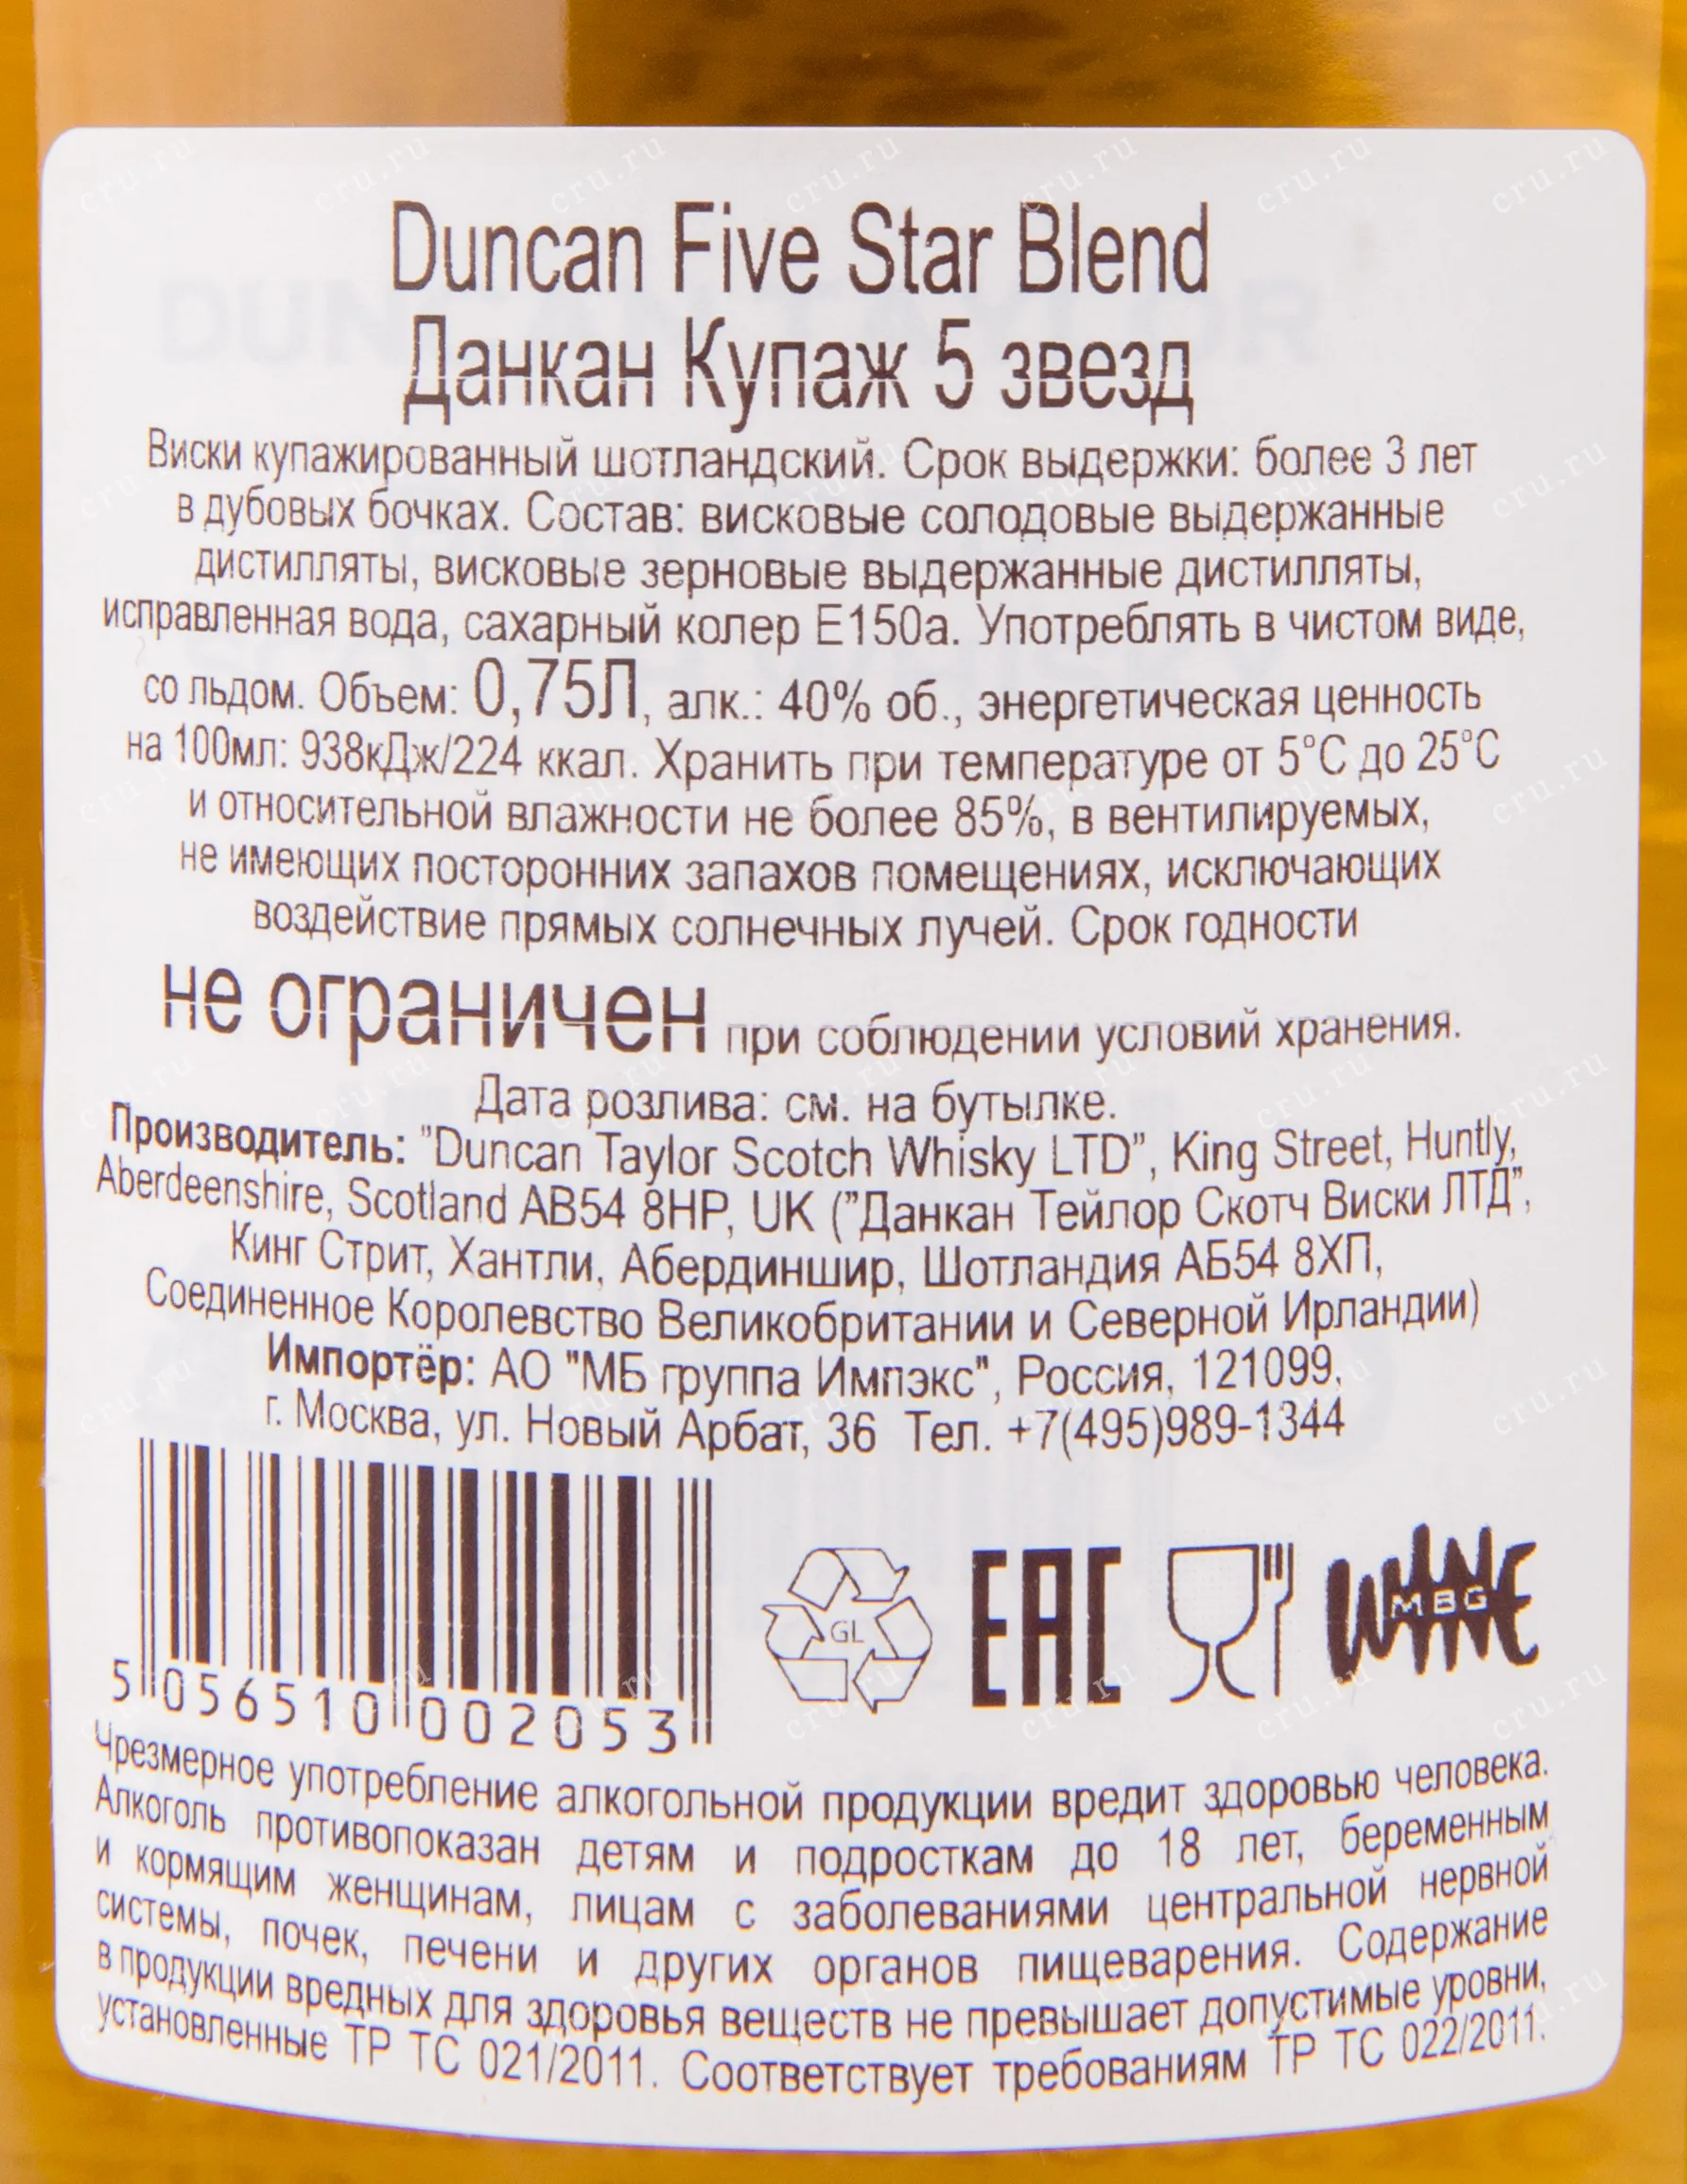 Duncan Five Star Blend
Данкан Купаж 5 звезд
Виски купажированный шотландский. Срок выдержки: более 3 лет
в дубовых бочках. Состав: висковые солодовые выдержанные
дистилляты, висковые зерновые выдержанные дистилляты,
исправленная вода, сахарный колер Е150а. Употреблять в чистом виде,
со льдом. Объем: 0,75Л, алк.: 40% об., энергетическая ценность
на 100мл: 938кДж/224 ккал. Хранить при температуре от 5°С до 25°С
и относительной влажности не более 85%, в вентилируемых,
не имеющих посторонних запахов помещениях, исключающих
воздействие прямых солнечных лучей. Срок годности
не ограничен при соблюдении условий хранения.
Дата розлива: см. на бутылке.
Производитель: "Duncan Taylor Scotch Whisky LTD", King Street, Huntly,
Aberdeenshire, Scotland AB54 8HP, UK ("Данкан Тейлор Скотч Виски ЛТД",
Кинг Стрит, Хантли, Абердиншир, Шотландия АБ54 8ХП,
Соединенное Королевство Великобритании и Северной Ирландии)
Импортёр: АО "МБ группа Импэкс", Россия, 121099,
г. Москва, ул. Новый Арбат, 36 Тел. +7(495)989-1344
GL
EAC
WINE
MBG
5 056510 002053
Чрезмерное употребление алкогольной продукции вредит здоровью человека.
Алкоголь противопоказан детям и подросткам до 18 лет, беременным
и кормящим женщинам, лицам с заболеваниями центральной нервной
системы, почек, печени и других органов пищеварения. Содержание
в продукции вредных для здоровья веществ не превышает допустимые уровни,
установленные ТР ТС 021/2011. Соответствует требованиям ТР ТС 022/2011.
cru.ru